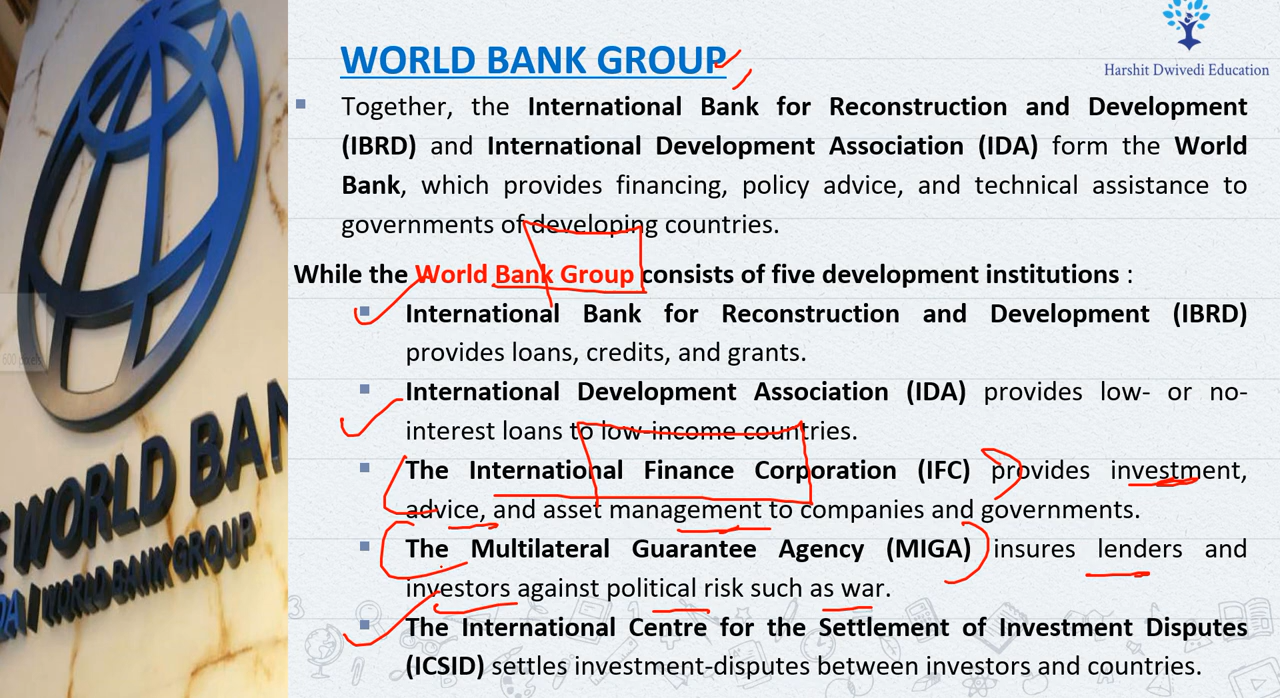 WORLD BANK GROUP
Harshit Dwivedi Education
Together, the International Bank for Reconstruction and Development
(IBRD) and International Development Association (IDA) form the World
Bank, which provides financing, policy advice, and technical assistance to
governments of developing countries.
While the World Bank Group consists of five development institutions :
International Bank for Reconstruction and Development (IBRD)
provides loans, credits, and grants.
International Development Association (IDA) provides low- or no-
interest loans to low-income countries.
The International Finance Corporation (IFC) provides investment,
advice, and asset management to companies and governments.
The Multilateral Guarantee Agency (MIGA) insures lenders and
investors against political risk such as war.
The International Centre for the Settlement of Investment Disputes
(ICSID) settles investment-disputes between investors and countries.
600 pixels
WORLD BAN
WORLD BANK GROUP